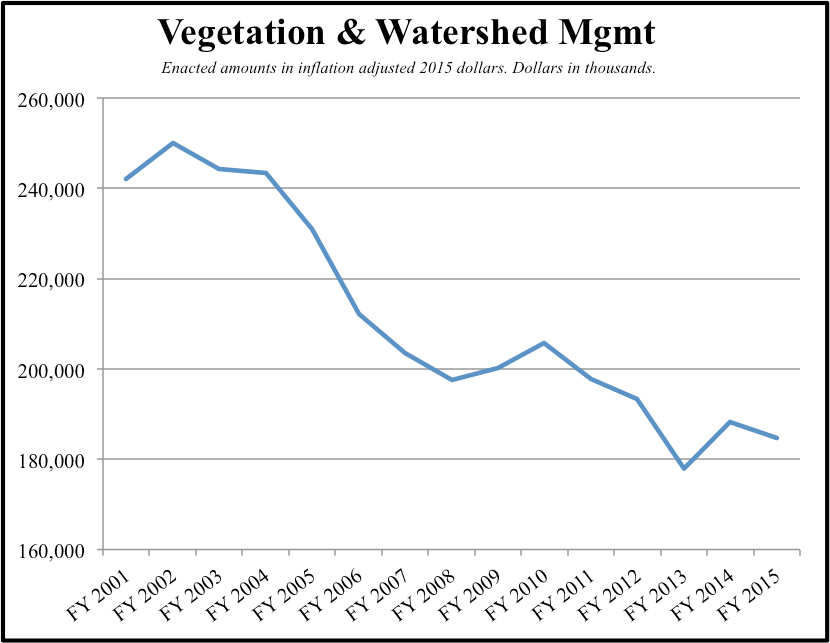 Vegetation & Watershed Mgmt
Enacted amounts in inflation adjusted 2015 dollars. Dollars in thousands.
260,000
240,000
220,000
200,000
180,000
160,000
FY 2001
FY 2002
FY 2003
FY 2004
FY 2005
FY 2006
FY 2007
FY 2008
FY 2009
FY 2010
FY 2011
FY 2012
FY 2013
FY 2014
FY 2015